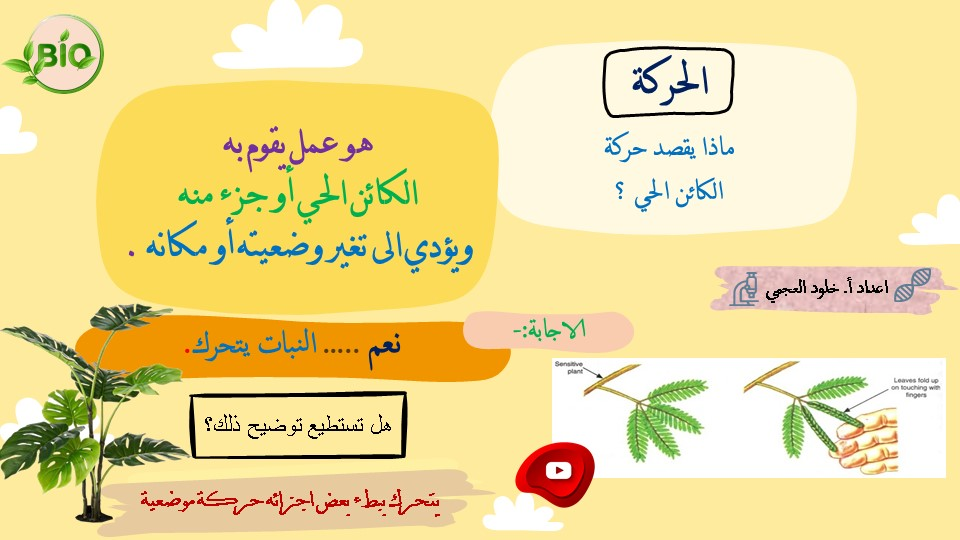 BIO
الحركة
ماذا يقصد حركة
الكائن الحي ؟
هو عمل يقوم به
الكائن الحي أو جزء منه
ويؤدي الى تغير وضعيته أو مكانه .
اعداد أ. خلود العجمي
الاجابة:-
نعم ..... النبات يتحرك.
Sensitive
plant
Leaves fold up
on touching with
fingers
هل تستطيع توضيح ذلك؟
يتحرك ببطء بعض اجزائه حركة موضعية